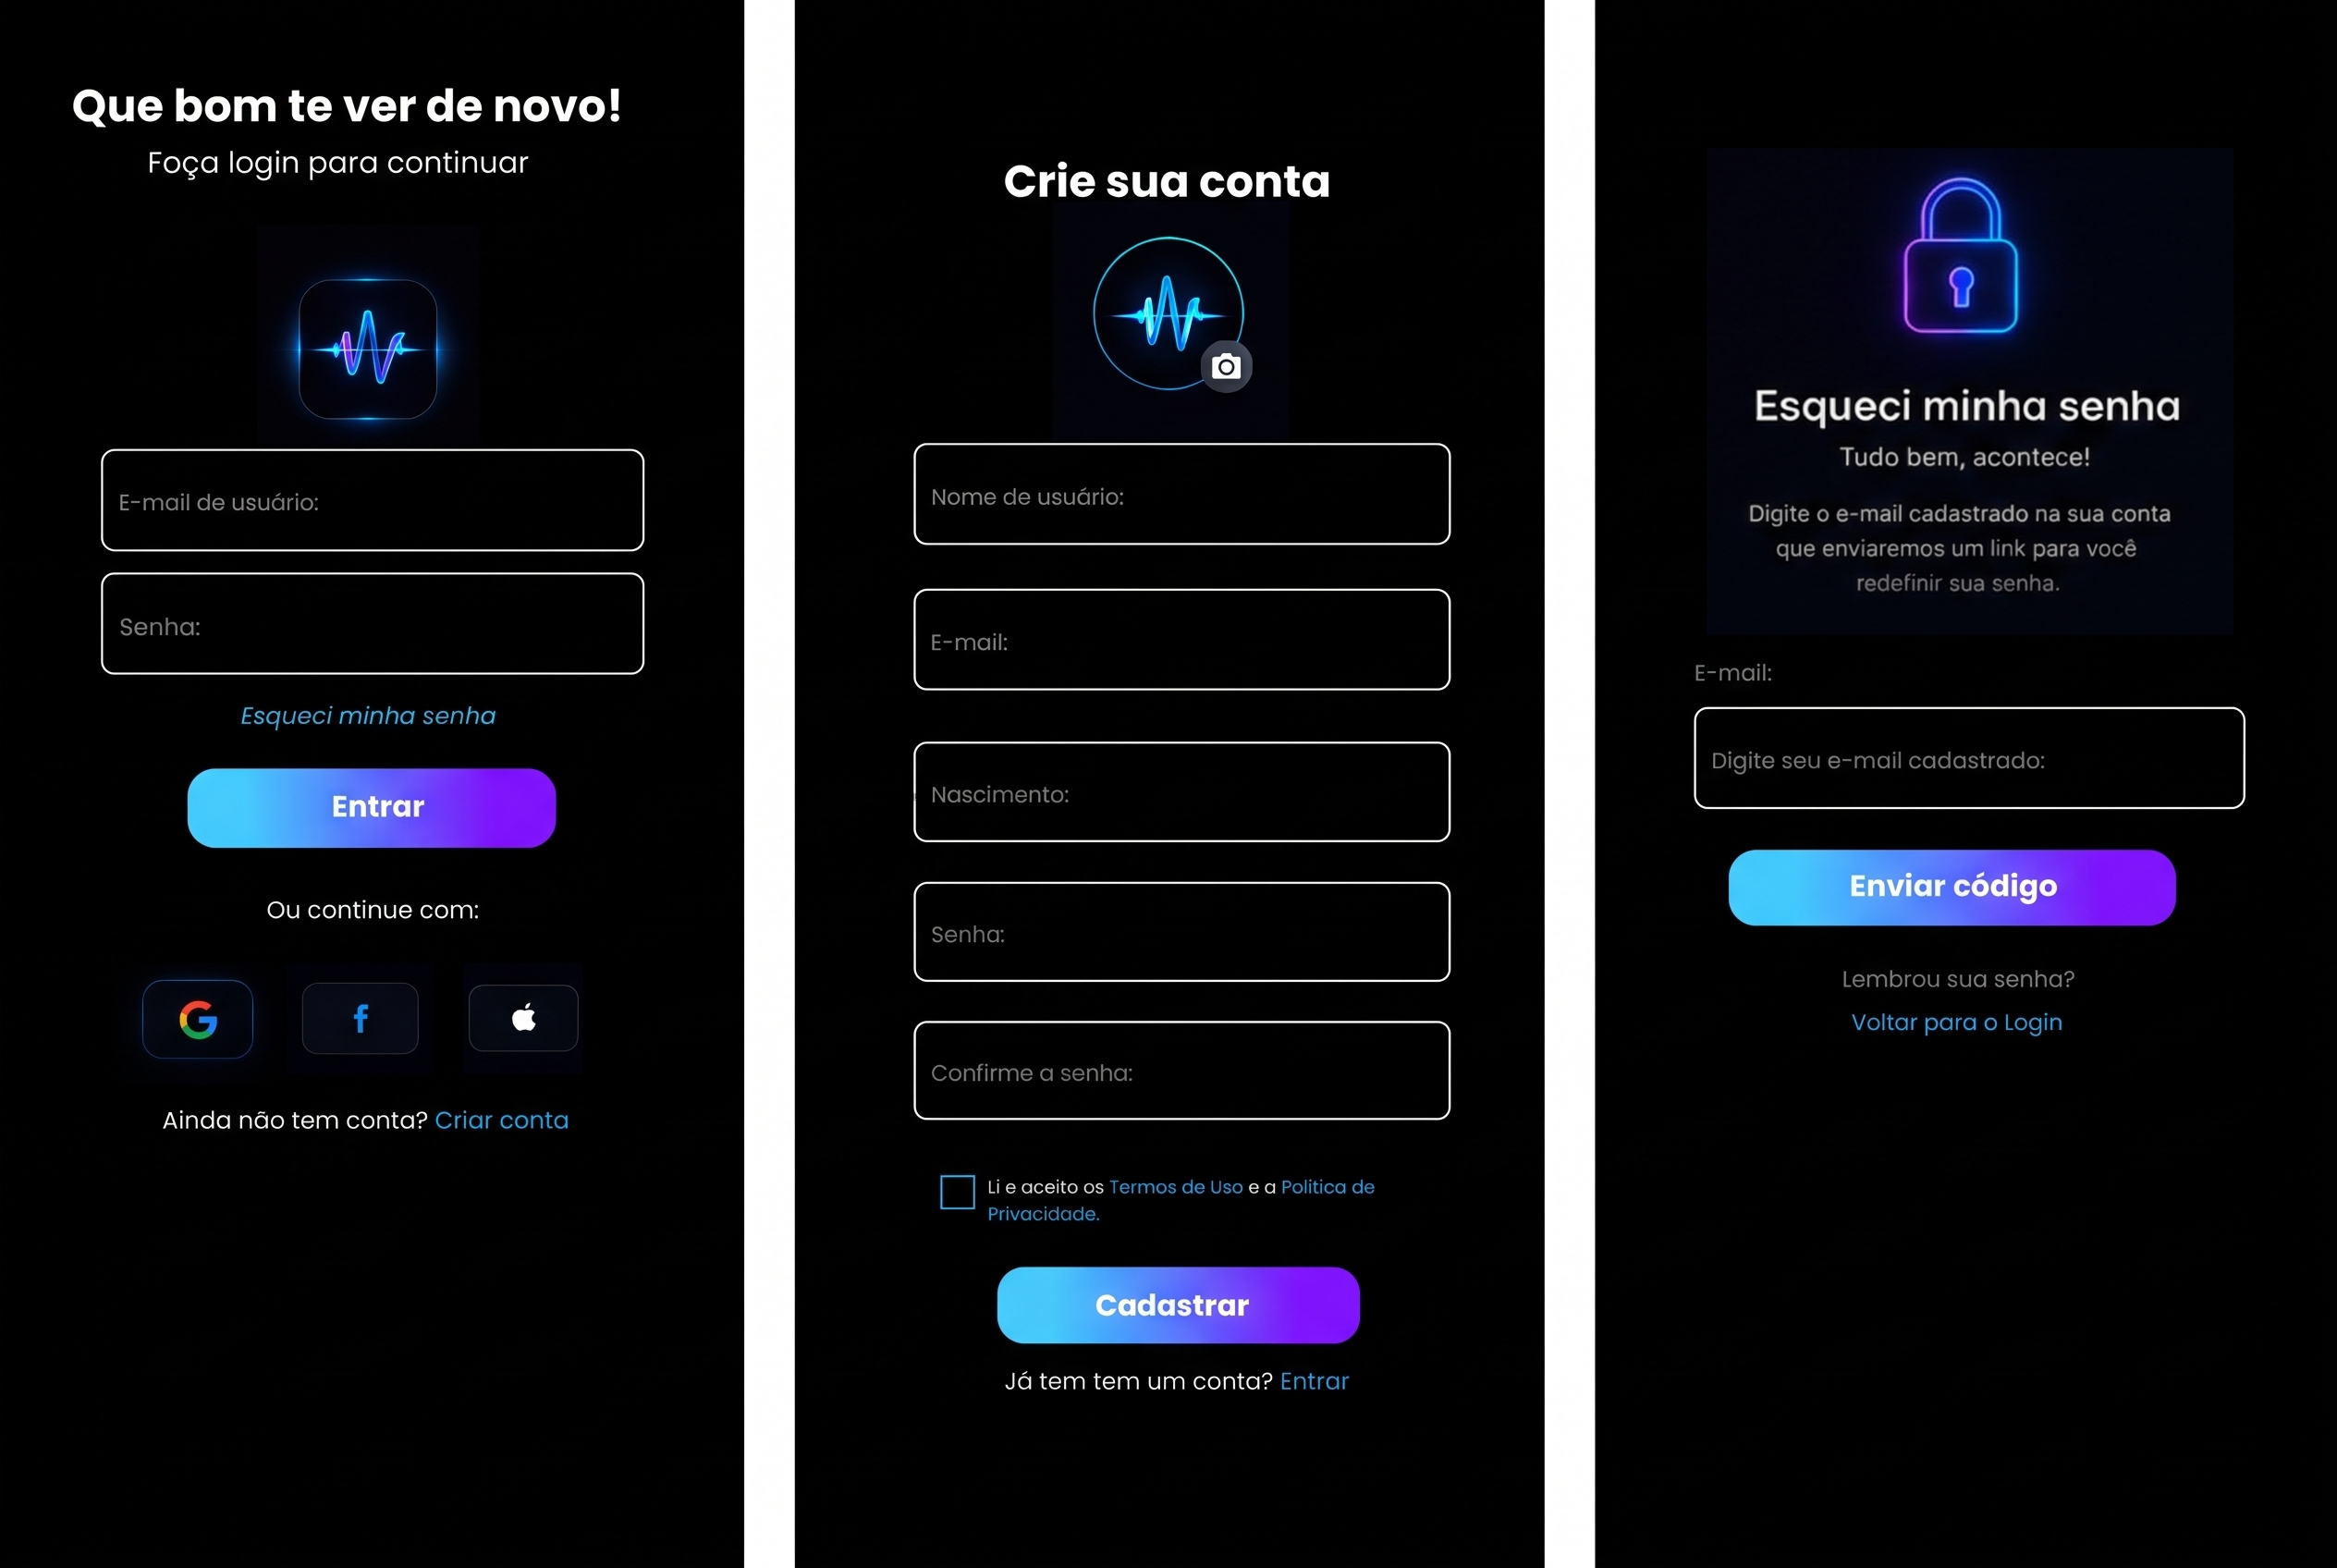 Que bom te ver de novo!
Foça login para continuar
E-mail de usuário:
Senha:
Esqueci minha senha
Entrar
Ou continue com:
Ainda não tem conta? Criar conta
Crie sua conta
Nome de usuário:
E-mail:
Nascimento:
Senha:
Confirme a senha:
Li e aceito os Termos de Uso e a Politica de
Privacidade.
Cadastrar
Já tem tem um conta? Entrar
Esqueci minha senha
Tudo bem, acontece!
Digite o e-mail cadastrado na sua conta
que enviaremos um link para você
redefinir sua senha.
E-mail:
Digite seu e-mail cadastrado:
Enviar código
Lembrou sua senha?
Voltar para o Login